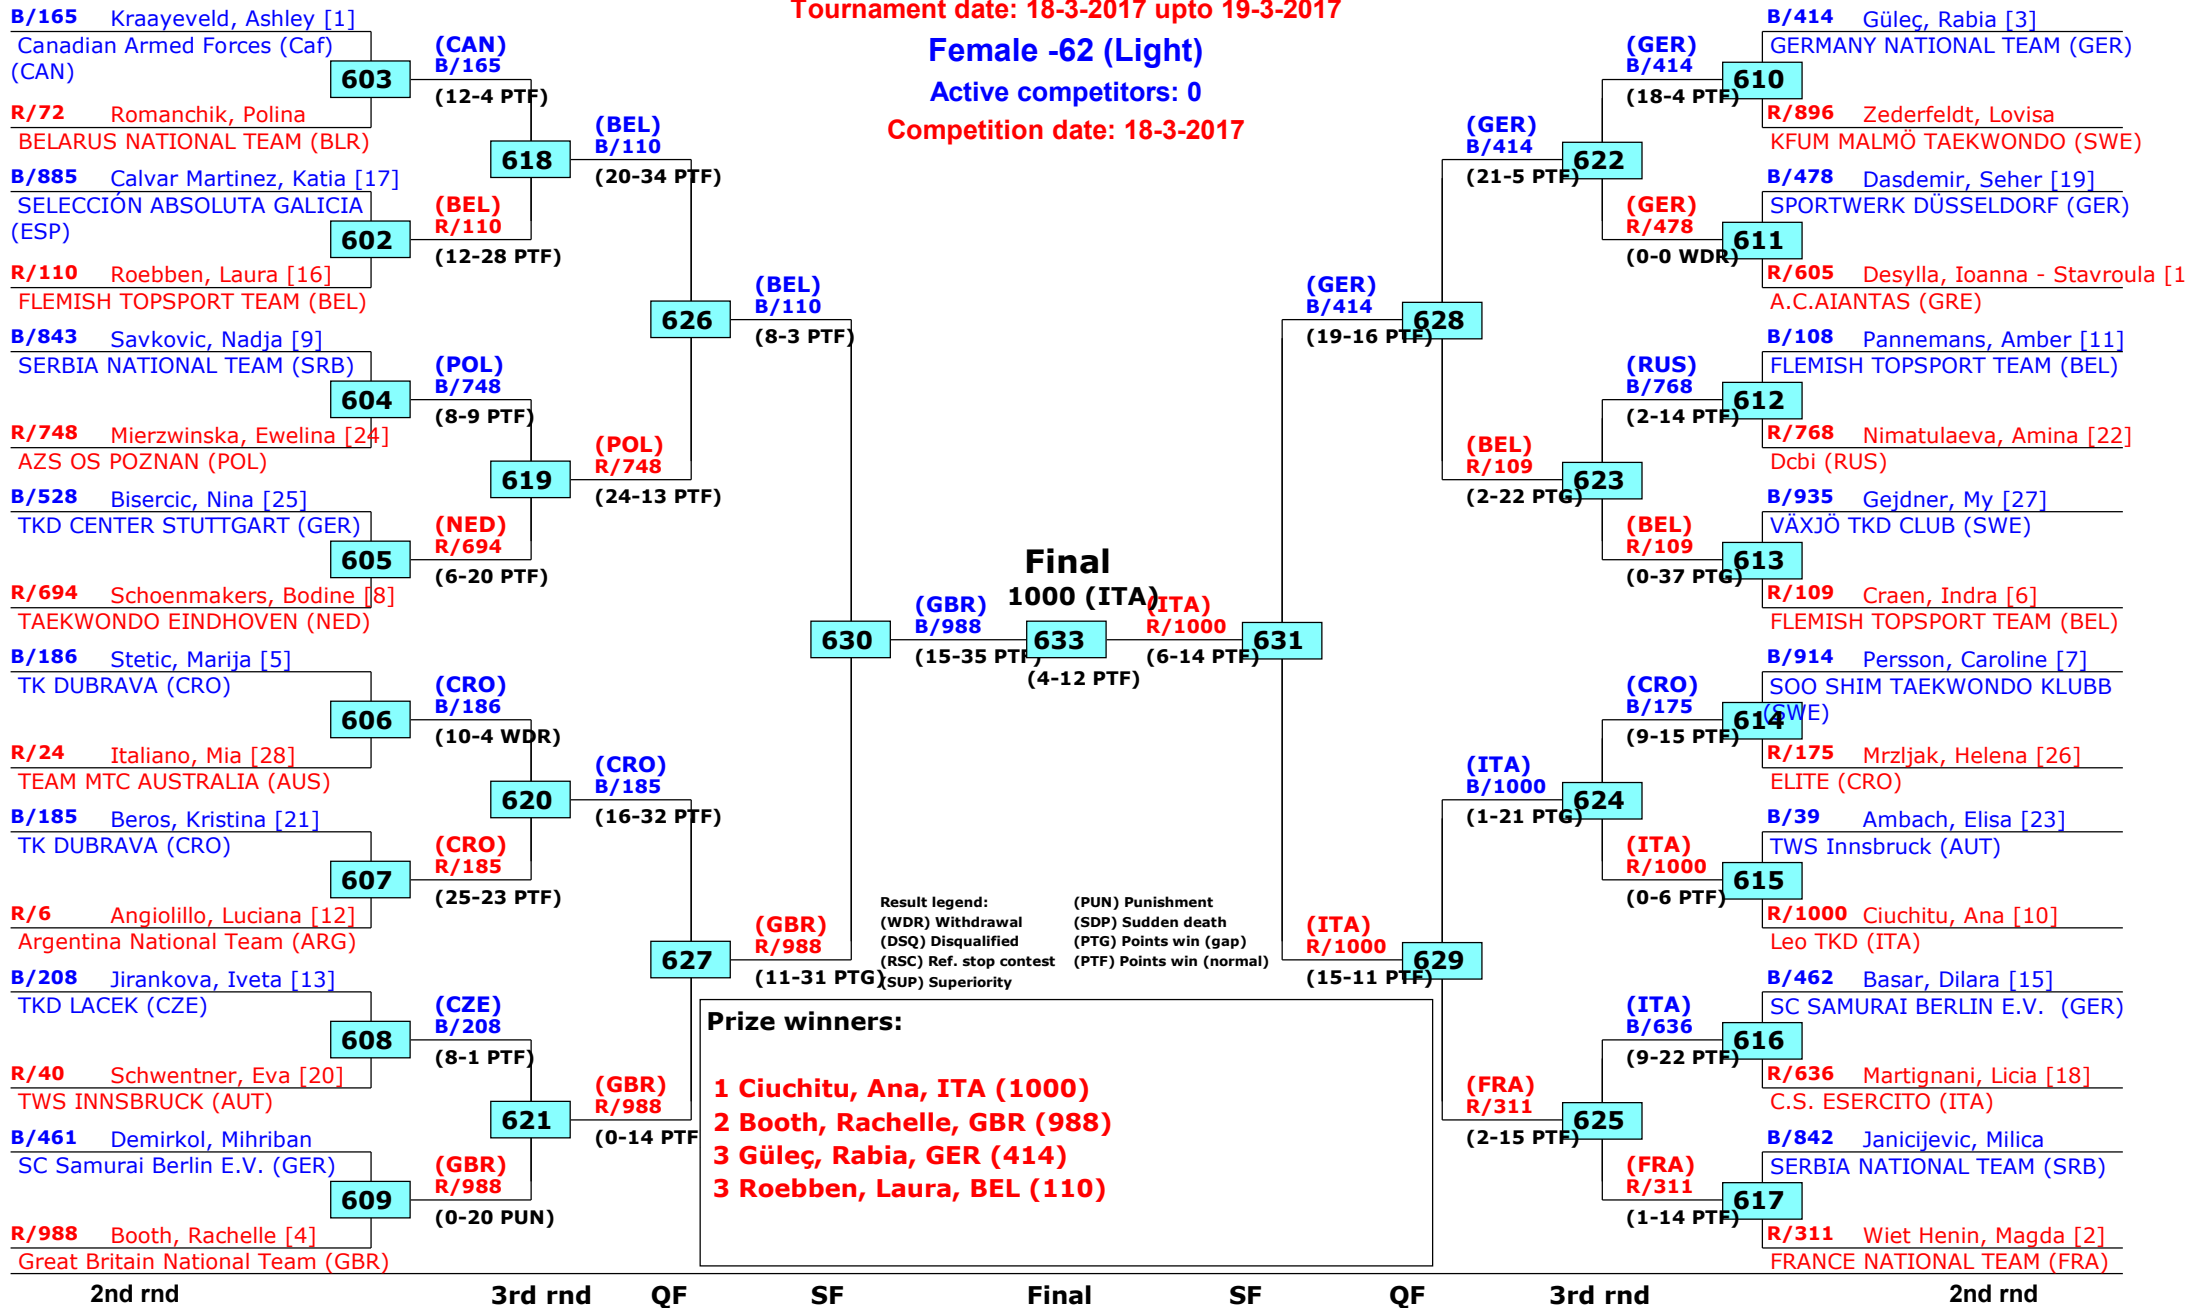 Tournament date: 18-3-2017 upto 19-3-2017
Female -62 (Light)
Active competitors: 0
Competition date: 18-3-2017
B/165 Kraayeveld, Ashley [1]
Canadian Armed Forces (Caf)
(CAN)
603
R/72 Romanchik, Polina
BELARUS NATIONAL TEAM (BLR)
B/885 Calvar Martinez, Katia [17]
SELECCIÓN ABSOLUTA GALICIA
(ESP)
602
R/110 Roebben, Laura [16]
FLEMISH TOPSPORT TEAM (BEL)
B/843 Savkovic, Nadja [9]
SERBIA NATIONAL TEAM (SRB)
604
R/748 Mierzwinska, Ewelina [24]
AZS OS POZNAN (POL)
B/528 Bisercic, Nina [25]
TKD CENTER STUTTGART (GER)
605
R/694 Schoenmakers, Bodine [8]
TAEKWONDO EINDHOVEN (NED)
B/186 Stetic, Marija [5]
TK DUBRAVA (CRO)
606
R/24 Italiano, Mia [28]
TEAM MTC AUSTRALIA (AUS)
B/185 Beros, Kristina [21]
TK DUBRAVA (CRO)
607
R/6 Angiolillo, Luciana [12]
Argentina National Team (ARG)
B/208 Jirankova, Iveta [13]
TKD LACEK (CZE)
608
R/40 Schwentner, Eva [20]
TWS INNSBRUCK (AUT)
B/461 Demirkol, Mihriban
SC Samurai Berlin E.V. (GER)
609
R/988 Booth, Rachelle [4]
Great Britain National Team (GBR)
(CAN)
B/165
(12-4 PTF)
618
(BEL)
R/110
(12-28 PTF)
(POL)
B/748
(8-9 PTF)
619
(NED)
R/694
(6-20 PTF)
(CRO)
B/186
(10-4 WDR)
620
(CRO)
R/185
(25-23 PTF)
(CZE)
B/208
(8-1 PTF)
621
(GBR)
R/988
(0-20 PUN)
(BEL)
B/110
(20-34 PTF)
626
(POL)
R/748
(24-13 PTF)
(CRO)
B/185
(16-32 PTF)
627
(GBR)
R/988
(0-14 PTF
(BEL)
B/110
(8-3 PTF)
630
(GBR)
R/988
(11-31 PTG)
(GBR)
B/988
(15-35 PTF)
Final
1000 (ITA)
633
(4-12 PTF)
(ITA)
R/1000
(6-14 PTF)
631
(GER)
B/414
(19-16 PTF)
628
(ITA)
R/1000
(15-11 PTF)
629
(GER)
B/414
(21-5 PTF)
622
(BEL)
R/109
(2-22 PTG)
623
(ITA)
B/1000
(1-21 PTG)
624
(FRA)
R/311
(2-15 PTF)
625
(GER)
B/414
(18-4 PTF)
(GER)
R/478
(0-0 WDR)
(RUS)
B/768
(2-14 PTF)
(BEL)
R/109
(0-37 PTG)
(CRO)
B/175
(9-15 PTF)
(ITA)
R/1000
(0-6 PTF)
(ITA)
B/636
(9-22 PTF)
(FRA)
R/311
(1-14 PTF)
B/414 Güleç, Rabia [3]
GERMANY NATIONAL TEAM (GER)
610
R/896 Zederfeldt, Lovisa
KFUM MALMÖ TAEKWONDO (SWE)
B/478 Dasdemir, Seher [19]
SPORTWERK DÜSSELDORF (GER)
611
R/605 Desylla, Ioanna - Stavroula [1
A.C.AIANTAS (GRE)
B/108 Pannemans, Amber [11]
FLEMISH TOPSPORT TEAM (BEL)
612
R/768 Nimatulaeva, Amina [22]
Dcbi (RUS)
B/935 Gejdner, My [27]
VÄXJÖ TKD CLUB (SWE)
613
R/109 Craen, Indra [6]
FLEMISH TOPSPORT TEAM (BEL)
B/914 Persson, Caroline [7]
SOO SHIM TAEKWONDO KLUBB
(SWE)
614
R/175 Mrzljak, Helena [26]
ELITE (CRO)
B/39 Ambach, Elisa [23]
TWS Innsbruck (AUT)
615
R/1000 Ciuchitu, Ana [10]
Leo TKD (ITA)
B/462 Basar, Dilara [15]
SC SAMURAI BERLIN E.V. (GER)
616
R/636 Martignani, Licia [18]
C.S. ESERCITO (ITA)
B/842 Janicijevic, Milica
SERBIA NATIONAL TEAM (SRB)
617
R/311 Wiet Henin, Magda [2]
FRANCE NATIONAL TEAM (FRA)
Result legend: (PUN) Punishment
(WDR) Withdrawal (SDP) Sudden death
(DSQ) Disqualified (PTG) Points win (gap)
(RSC) Ref. stop contest (PTF) Points win (normal)
(SUP) Superiority
Prize winners:
1 Ciuchitu, Ana, ITA (1000)
2 Booth, Rachelle, GBR (988)
3 Güleç, Rabia, GER (414)
3 Roebben, Laura, BEL (110)
2nd rnd 3rd rnd QF SF Final SF QF 3rd rnd 2nd rnd